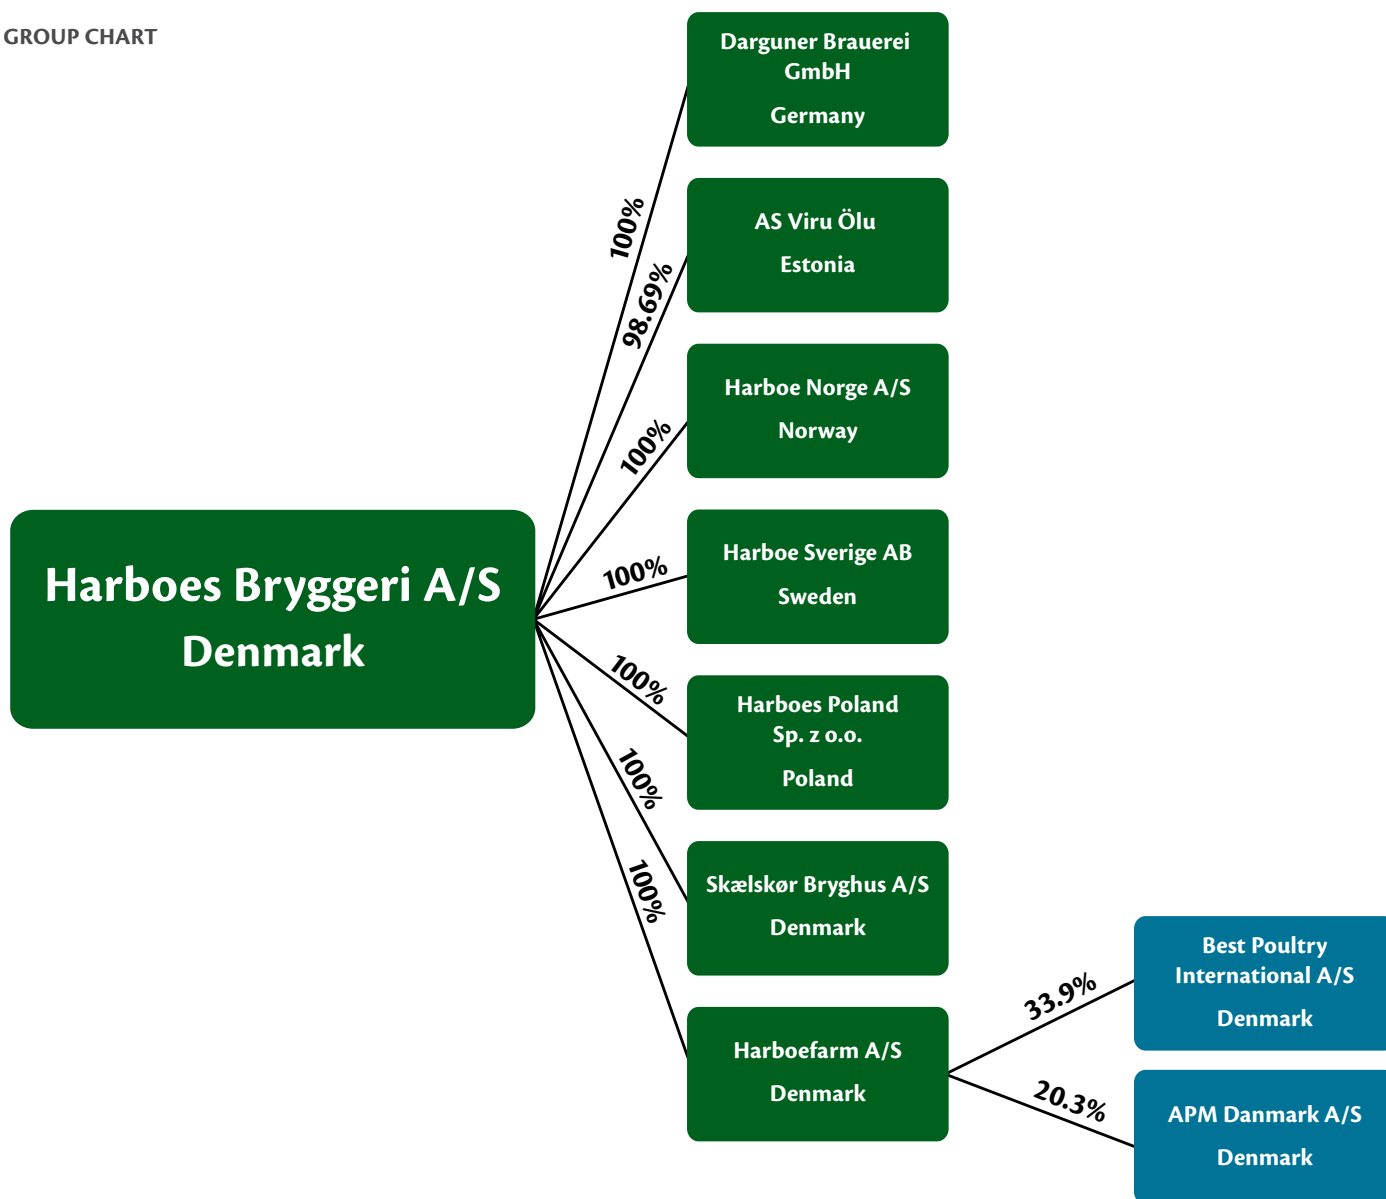 GROUP CHART
Darguner Brauerei
GmbH
Germany
100%
AS Viru Ölu
Estonia
98.69%
Harboe Norge A/S
Norway
100%
Harboes Bryggeri A/S
Denmark
Harboe Sverige AB
Sweden
100%
Harboes Poland
Sp. z o.o.
Poland
100%
Skælskør Bryghus A/S
Denmark
100%
Harboefarm A/S
Denmark
100%
Best Poultry
International A/S
Denmark
33.9%
APM Danmark A/S
Denmark
20.3%